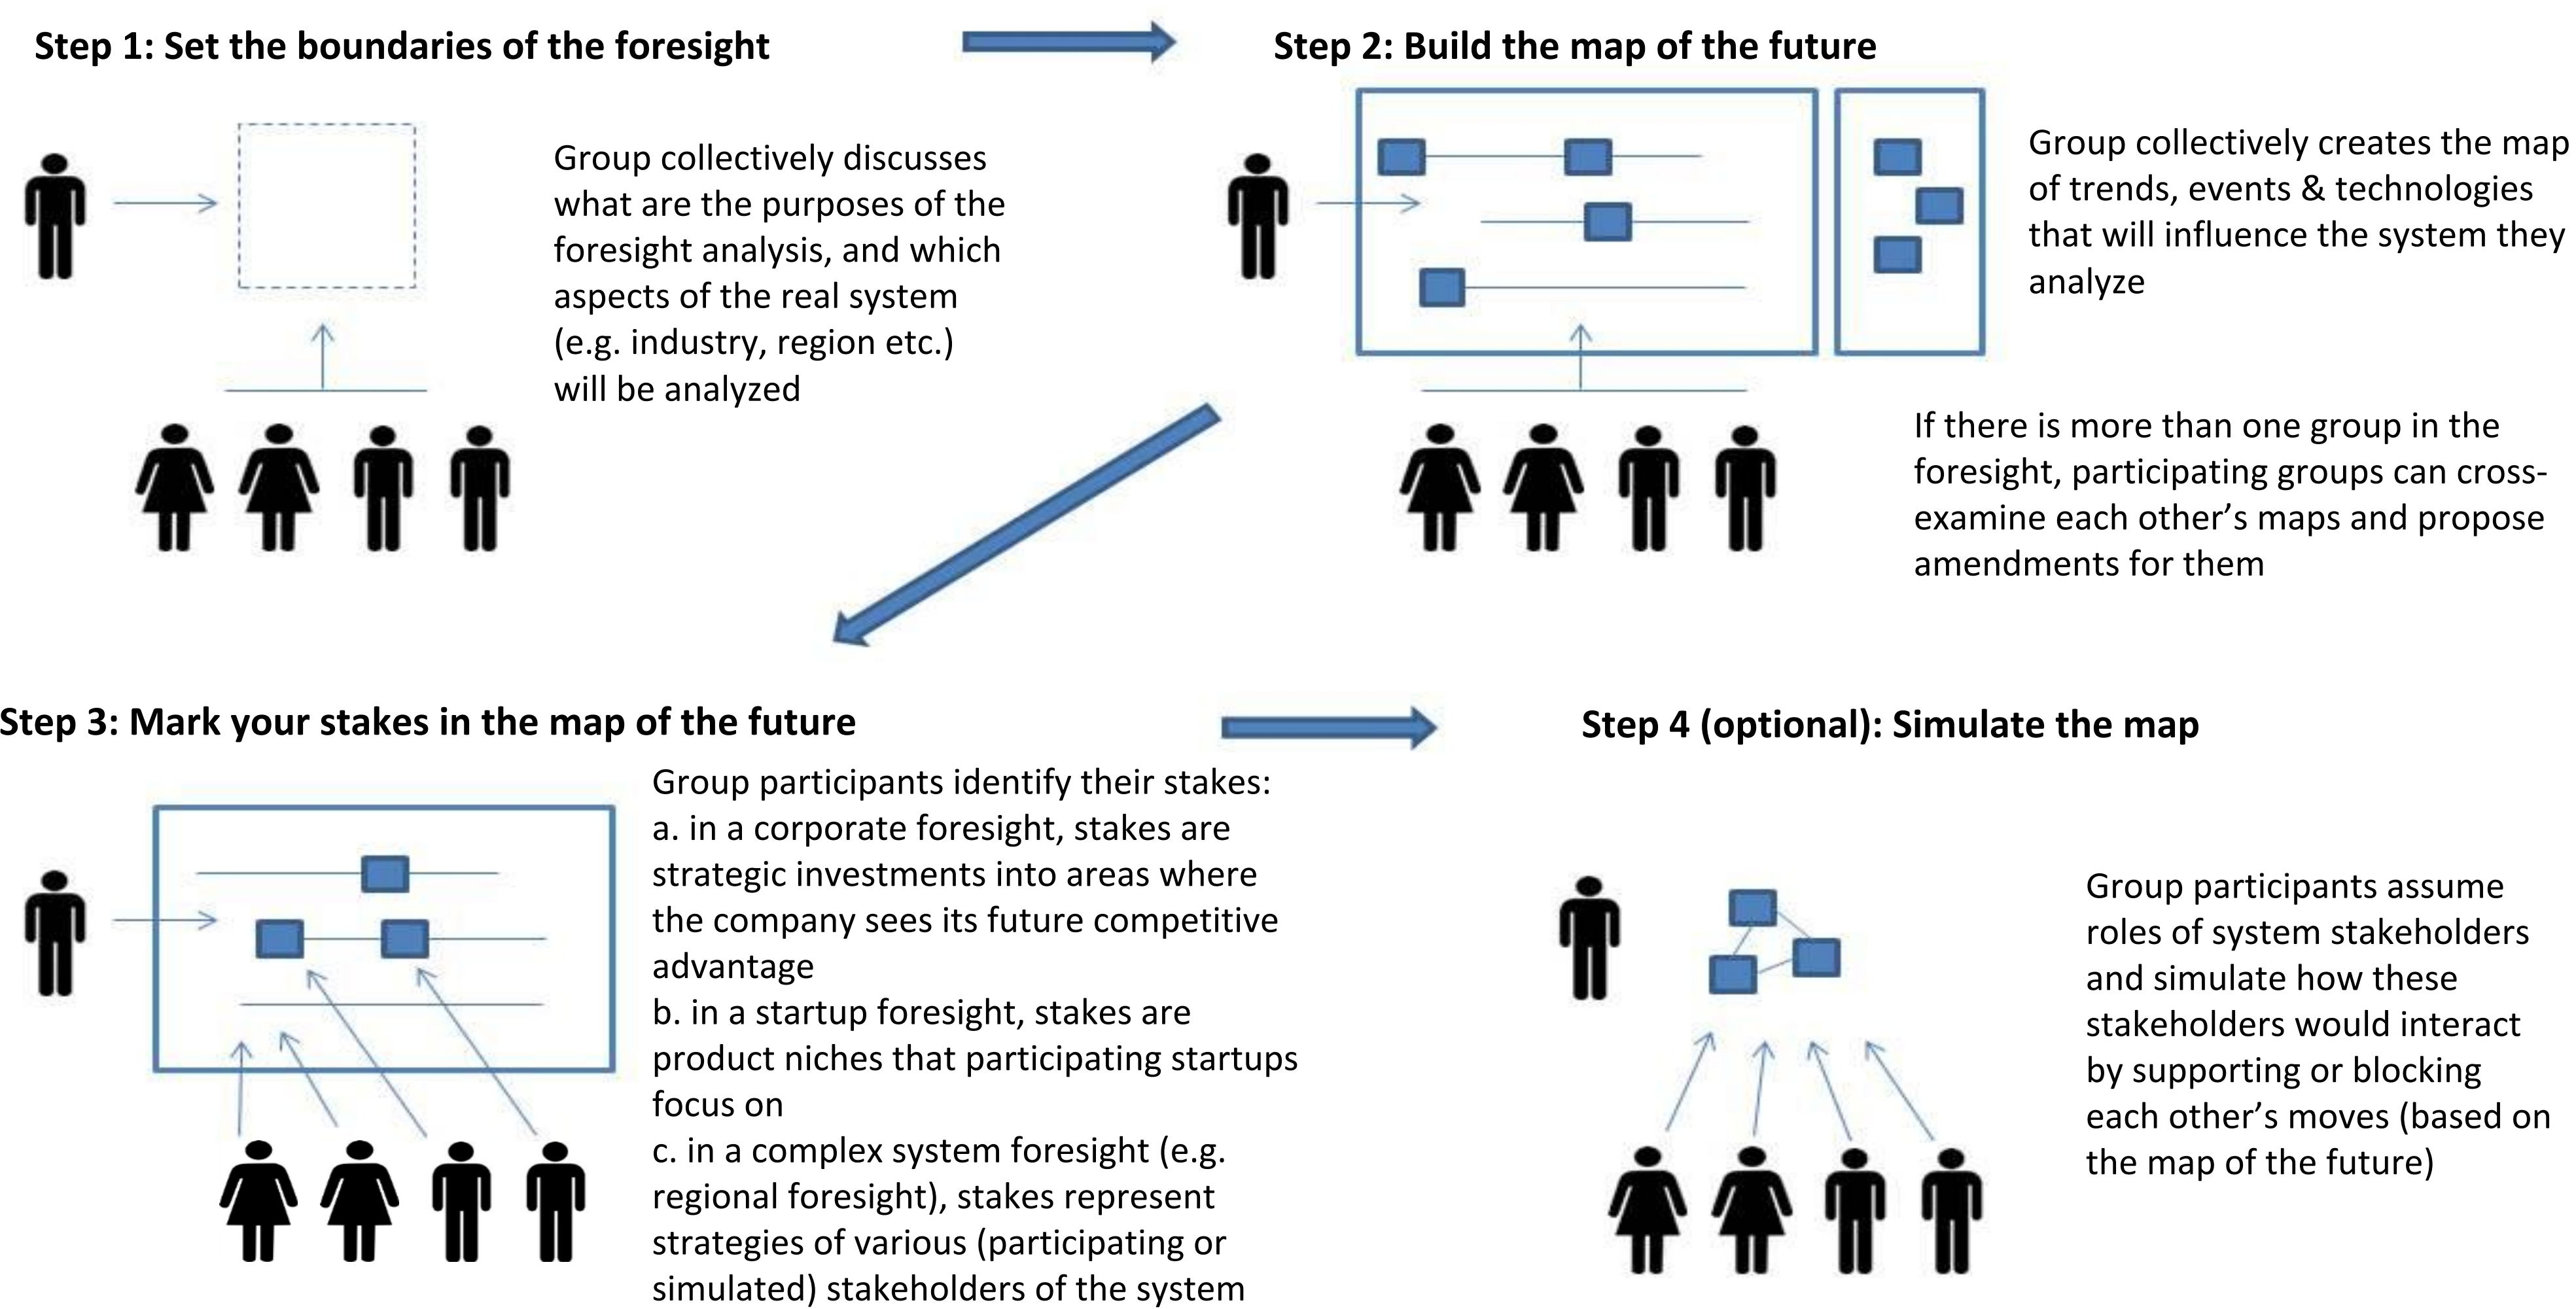 Step 1: Set the boundaries of the foresight
Group collectively discusses
what are the purposes of the
foresight analysis, and which
aspects of the real system
(e.g. industry, region etc.)
will be analyzed
Step 2: Build the map of the future
Group collectively creates the map
of trends, events & technologies
that will influence the system they
analyze
If there is more than one group in the
foresight, participating groups can cross-
examine each other’s maps and propose
amendments for them
Step 3: Mark your stakes in the map of the future
Group participants identify their stakes:
a. in a corporate foresight, stakes are
strategic investments into areas where
the company sees its future competitive
advantage
b. in a startup foresight, stakes are
product niches that participating startups
focus on
c. in a complex system foresight (e.g.
regional foresight), stakes represent
strategies of various (participating or
simulated) stakeholders of the system
Step 4 (optional): Simulate the map
Group participants assume
roles of system stakeholders
and simulate how these
stakeholders would interact
by supporting or blocking
each other’s moves (based on
the map of the future)